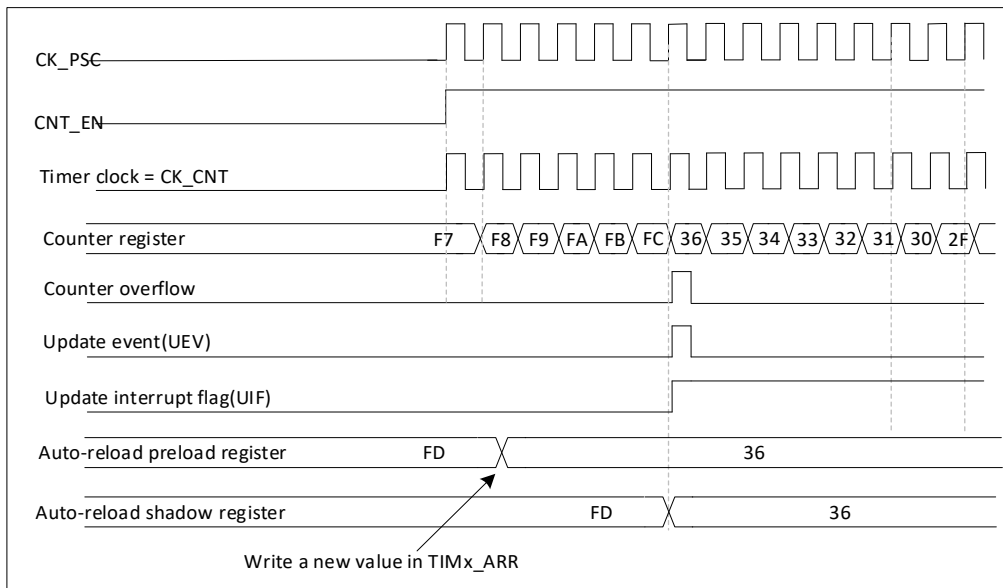 CK_PSC
CNT_EN
Timer clock = CK_CNT
Counter register F7 F8 F9 FA FB FC 36 35 34 33 32 31 30 2F
Counter overflow
Update event(UEV)
Update interrupt flag(UIF)
Auto-reload preload register FD 36
Auto-reload shadow register FD 36
Write a new value in TIMx_ARR